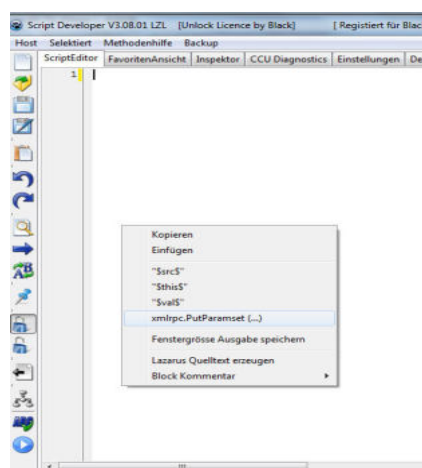 Script Developer V3.08.01 LZL [Unlock Licence by Black] [ Registiert für Blac
Host Selektiert Methodenhilfe Backup
ScriptEditor FavoritenAnsicht Inspektor CCU Diagnostics Einstellungen De
1
Kopieren
Einfügen
"$src$"
"$this$"
"$val$"
xmlrpc.PutParamset (...)
Fenstergrösse Ausgabe speichern
Lazarus Quelltext erzeugen
Block Kommentar